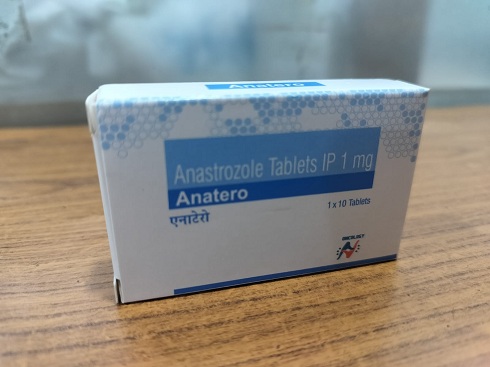 Anatero
Anastrozole Tablets IP 1 mg
Anatero
एनाटेरो
1 x 10 Tablets